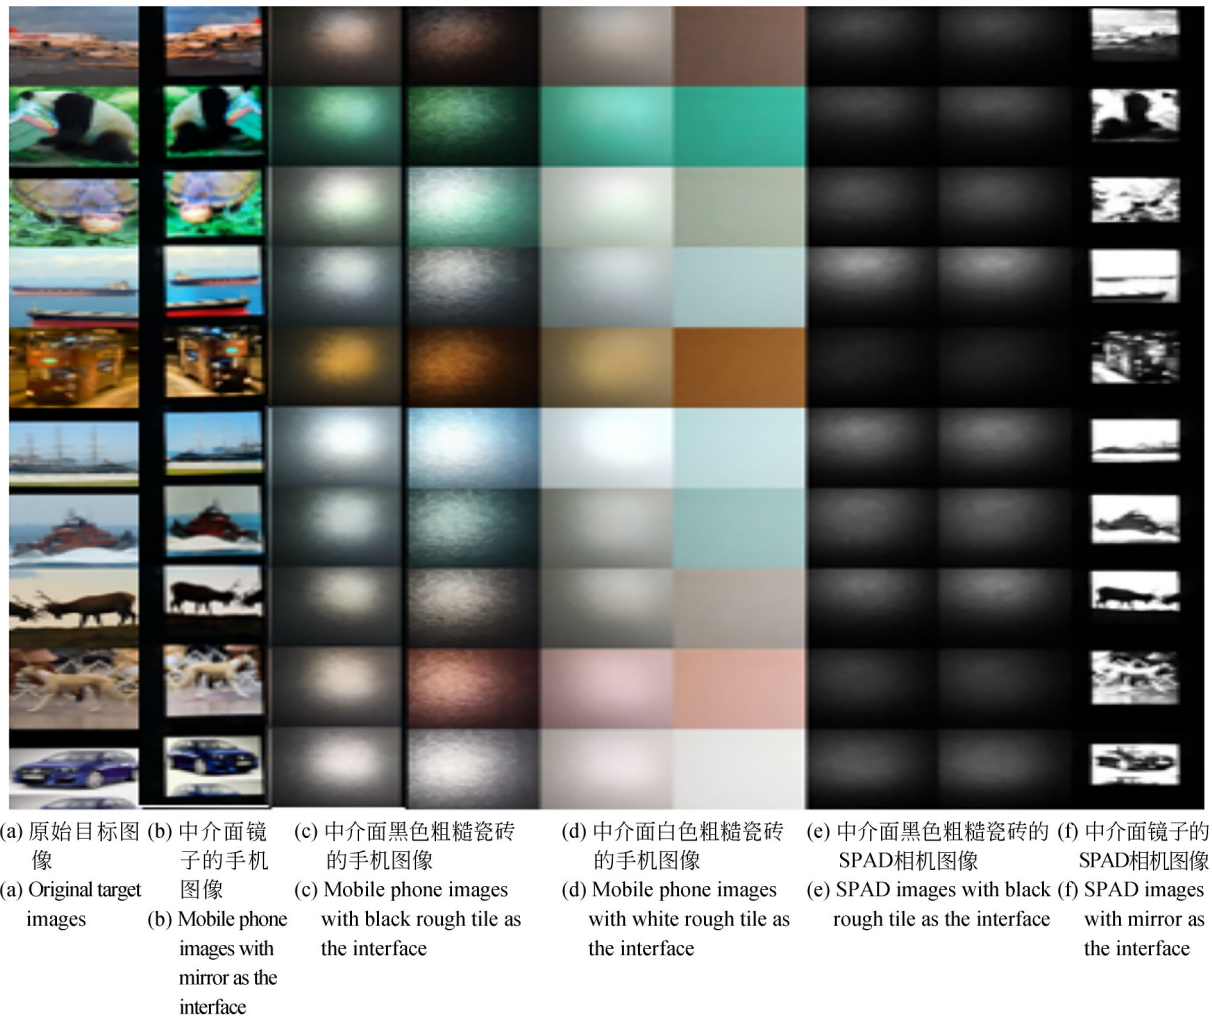 (a) 原始目标图
像
(a) Original target
images
(b) 中介面镜
子的手机
图像
(b) Mobile phone
images with
mirror as the
interface
(c) 中介面黑色粗糙瓷砖
的手机图像
(c) Mobile phone images
with black rough tile as
the interface
(d) 中介面白色粗糙瓷砖
的手机图像
(d) Mobile phone images
with white rough tile as
the interface
(e) 中介面黑色粗糙瓷砖的
SPAD相机图像
(e) SPAD images with black
rough tile as the interface
(f) 中介面镜子的
SPAD相机图像
(f) SPAD images
with mirror as
the interface